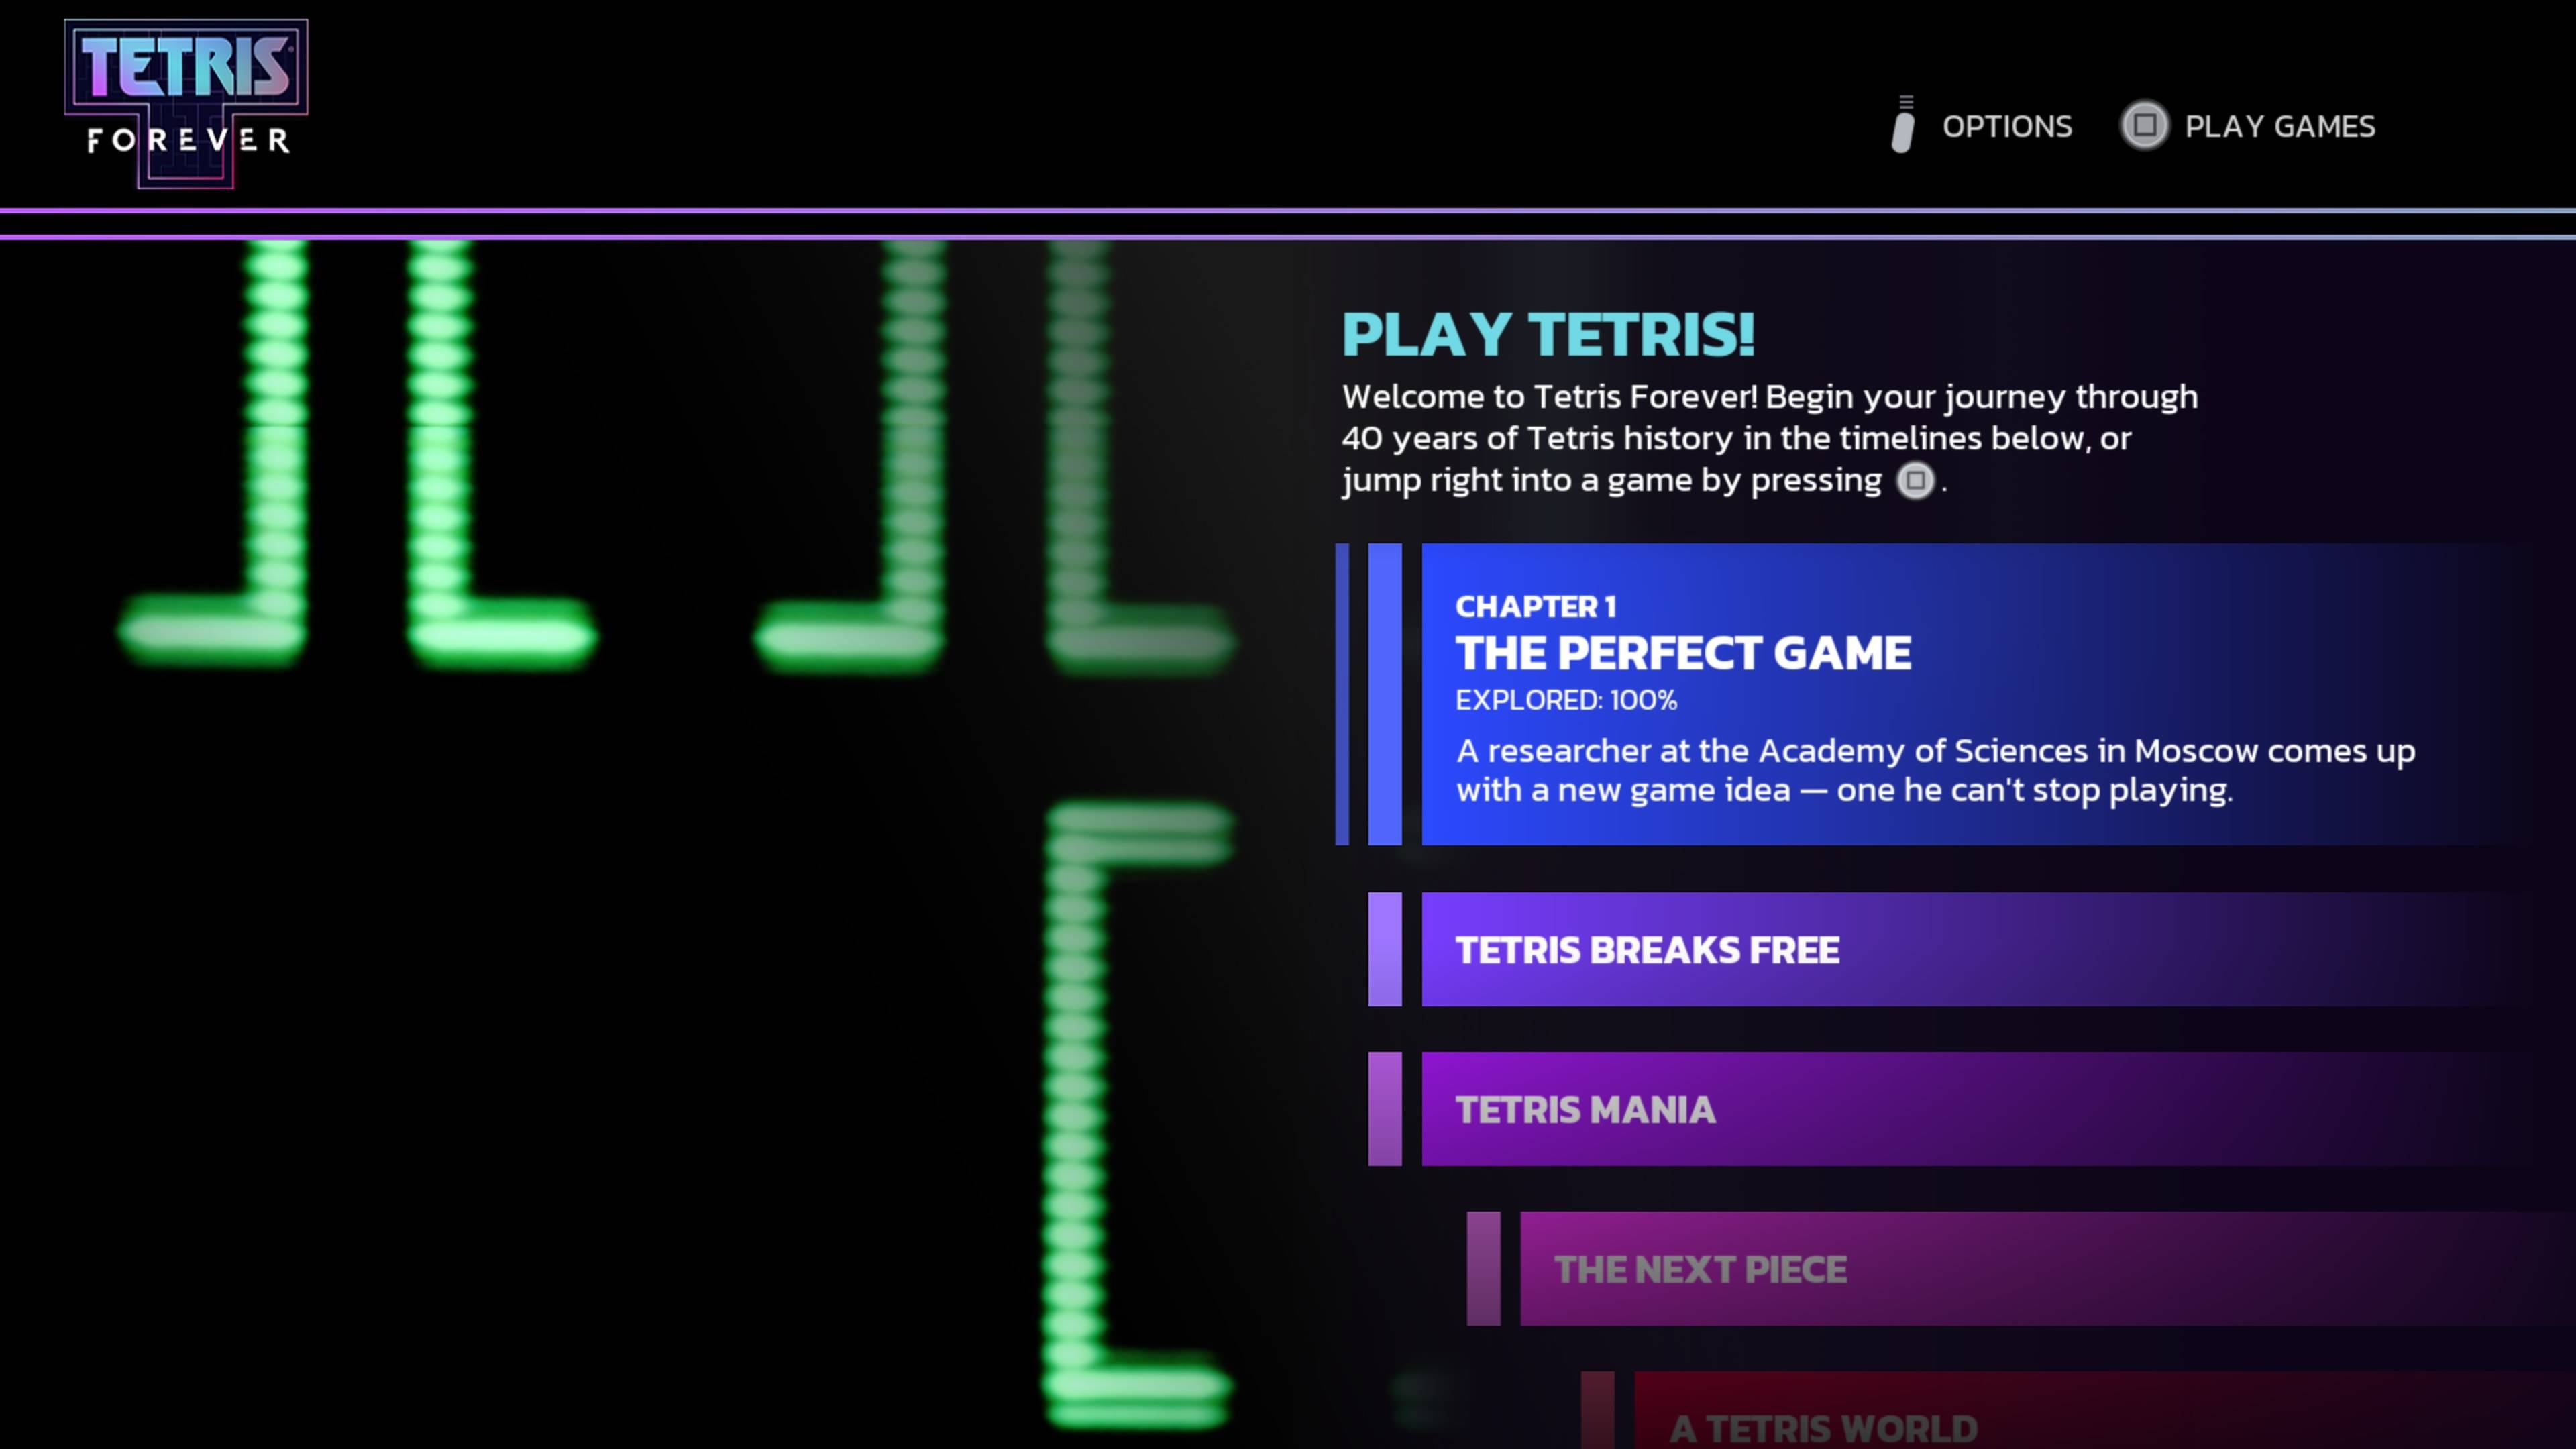 TETRIS
FOREVER
OPTIONS
PLAY GAMES
PLAY TETRIS!
Welcome to Tetris Forever! Begin your journey through
40 years of Tetris history in the timelines below, or
jump right into a game by pressing .
CHAPTER 1
THE PERFECT GAME
EXPLORED: 100%
A researcher at the Academy of Sciences in Moscow comes up
with a new game idea — one he can't stop playing.
TETRIS BREAKS FREE
TETRIS MANIA
THE NEXT PIECE
A TETRIS WORLD